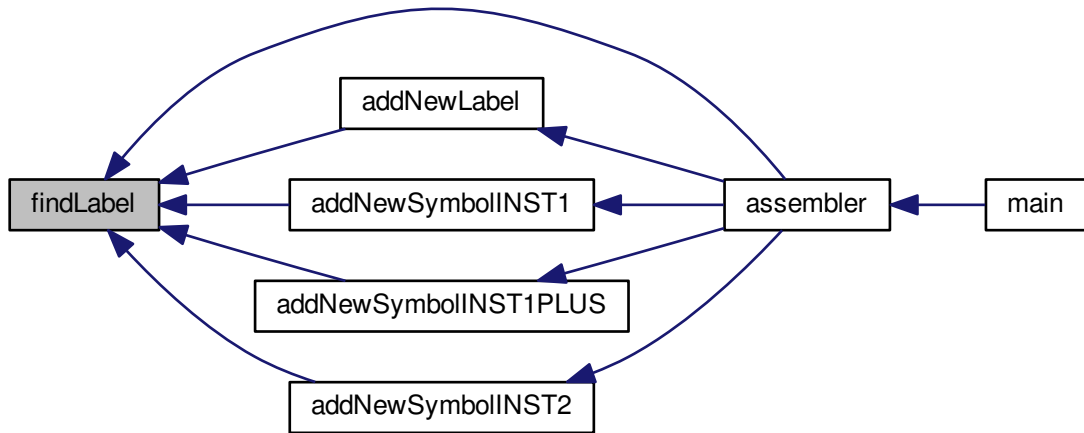 addNewLabel
findLabel
addNewSymbolINST1
assembler
main
addNewSymbolINST1PLUS
addNewSymbolINST2